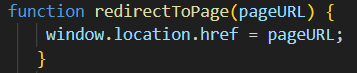 function redirectToPage(pageURL) {
window.location.href = pageURL;
}